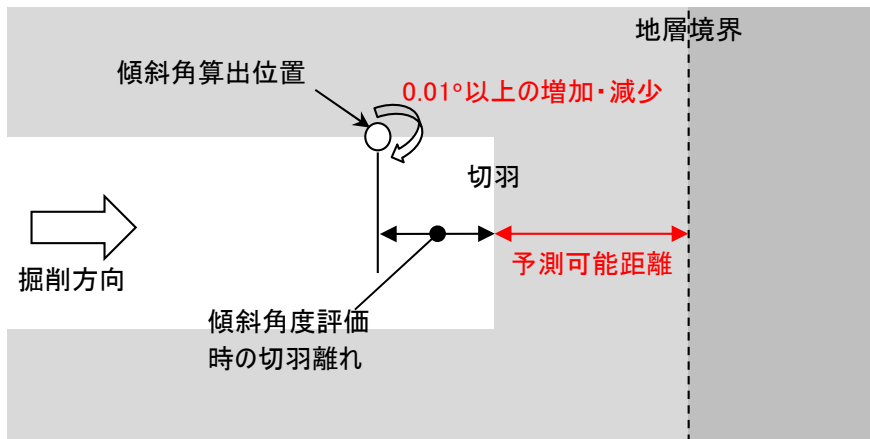 地層境界
傾斜角算出位置
0.01°以上の増加・減少
切羽
予測可能距離
掘削方向
傾斜角度評価
時の切羽離れ